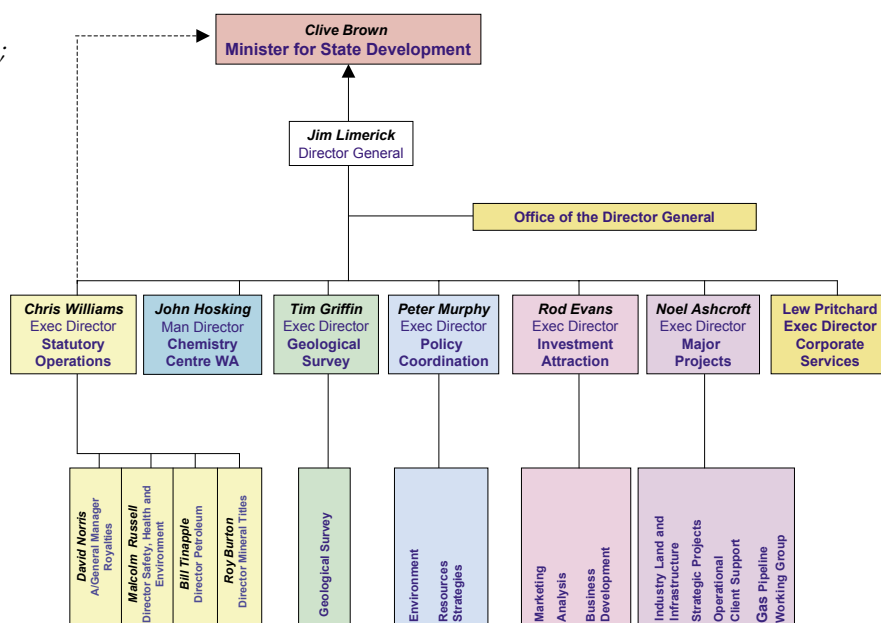 ;
Clive Brown
Minister for State Development
Jim Limerick
Director General
Office of the Director General
Chris Williams
Exec Director
Statutory
Operations
John Hosking
Man Director
Chemistry
Centre WA
Tim Griffin
Exec Director
Geological
Survey
Peter Murphy
Exec Director
Policy
Coordination
Rod Evans
Exec Director
Investment
Attraction
Noel Ashcroft
Exec Director
Major
Projects
Lew Pritchard
Exec Director
Corporate
Services
David Norris
A/General Manager
Royalties
Malcolm Russell
Director Safety, Health and
Environment
Bill Tinapple
Director Petroleum
Roy Burton
Director Mineral Titles
Geological Survey
Environment
Resources
Strategies
Marketing
Analysis
Business
Development
Industry Land and
Infrastructure
Strategic Projects
Operational
Client Support
Gas Pipeline
Working Group